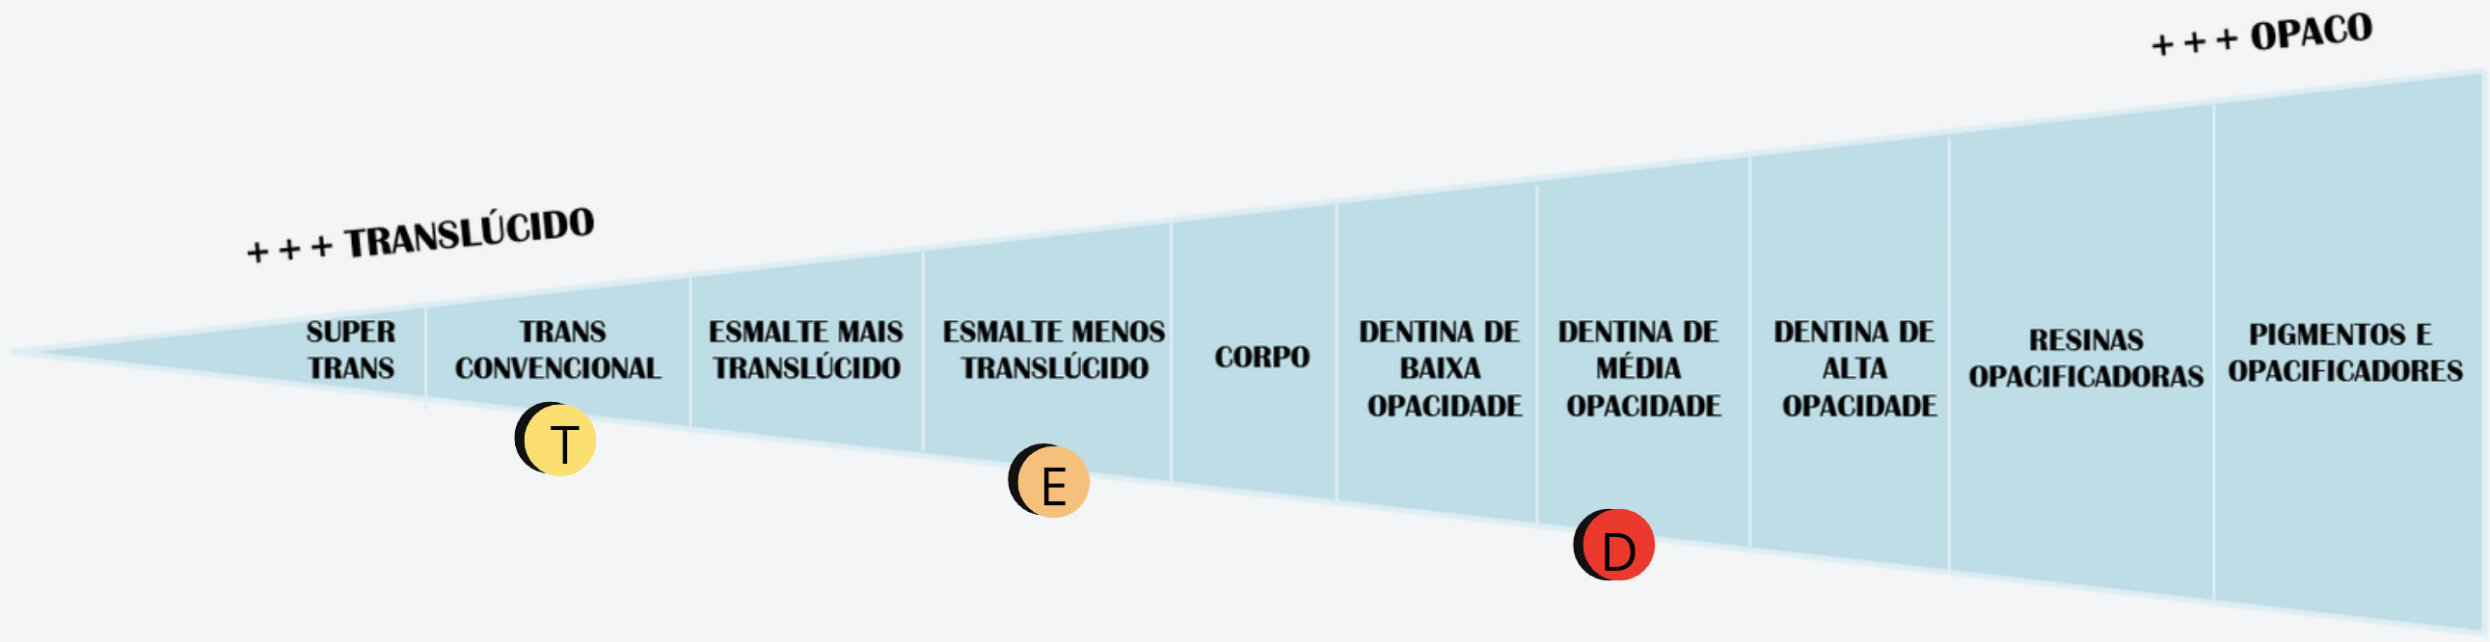 + + + OPACO
+ + + TRANSLÚCIDO
SUPER
TRANS
TRANS
CONVENCIONAL
ESMALTE MAIS
TRANSLÚCIDO
ESMALTE MENOS
TRANSLÚCIDO
CORPO
DENTINA DE
BAIXA
OPACIDADE
DENTINA DE
MÉDIA
OPACIDADE
DENTINA DE
ALTA
OPACIDADE
RESINAS
OPACIFICADORAS
PIGMENTOS E
OPACIFICADORES
T
E
D